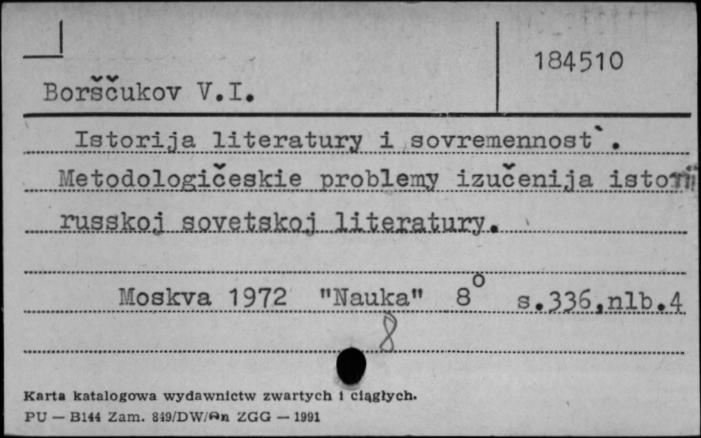 184510
Borščukov V.I.
Istorija literatury i sovremennost`.
Metodologičeskie problemy izučenija istorii
russkoj sovetskoj literatury.
Moskva 1972 "Nauka" 8° s.336,nlb.4
8
Karta katalogowa wydawnictw zwartych i ciągłych.
PU — B144 Zam. 849/DW/An ZGG — 1991